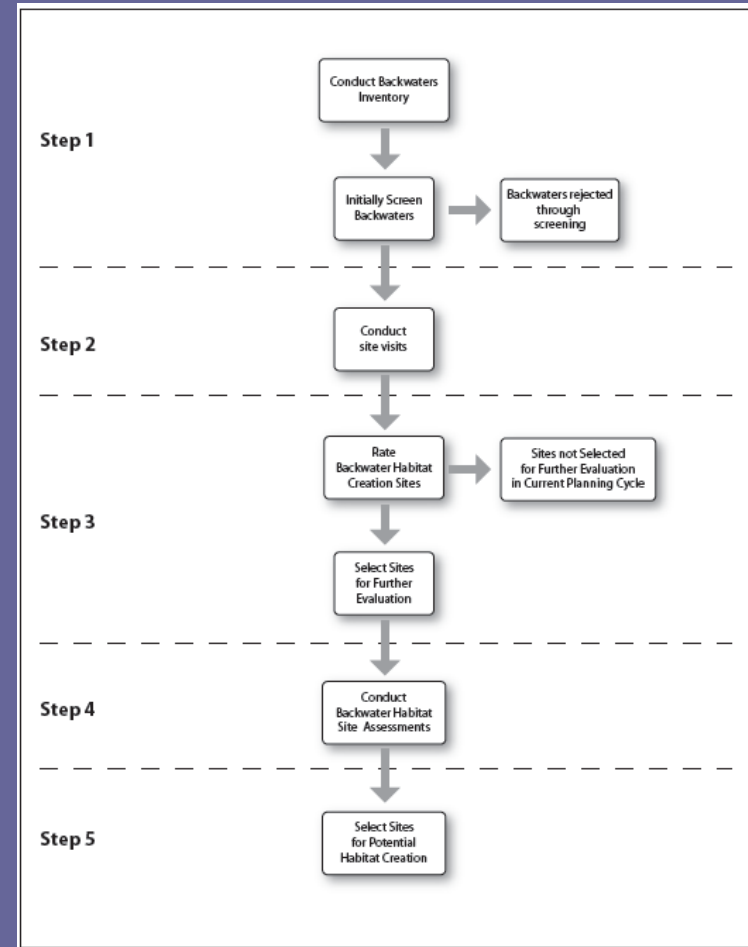 Conduct Backwaters
Inventory
Step 1
Initially Screen
Backwaters
Backwaters rejected
through
screening
Step 2
Conduct
site visits
Rate
Backwater Habitat
Creation Sites
Sites not Selected
for Further Evaluation
in Current Planning Cycle
Step 3
Select Sites
for Further
Evaluation
Step 4
Conduct
Backwater Habitat
Site Assessments
Step 5
Select Sites
for Potential
Habitat Creation